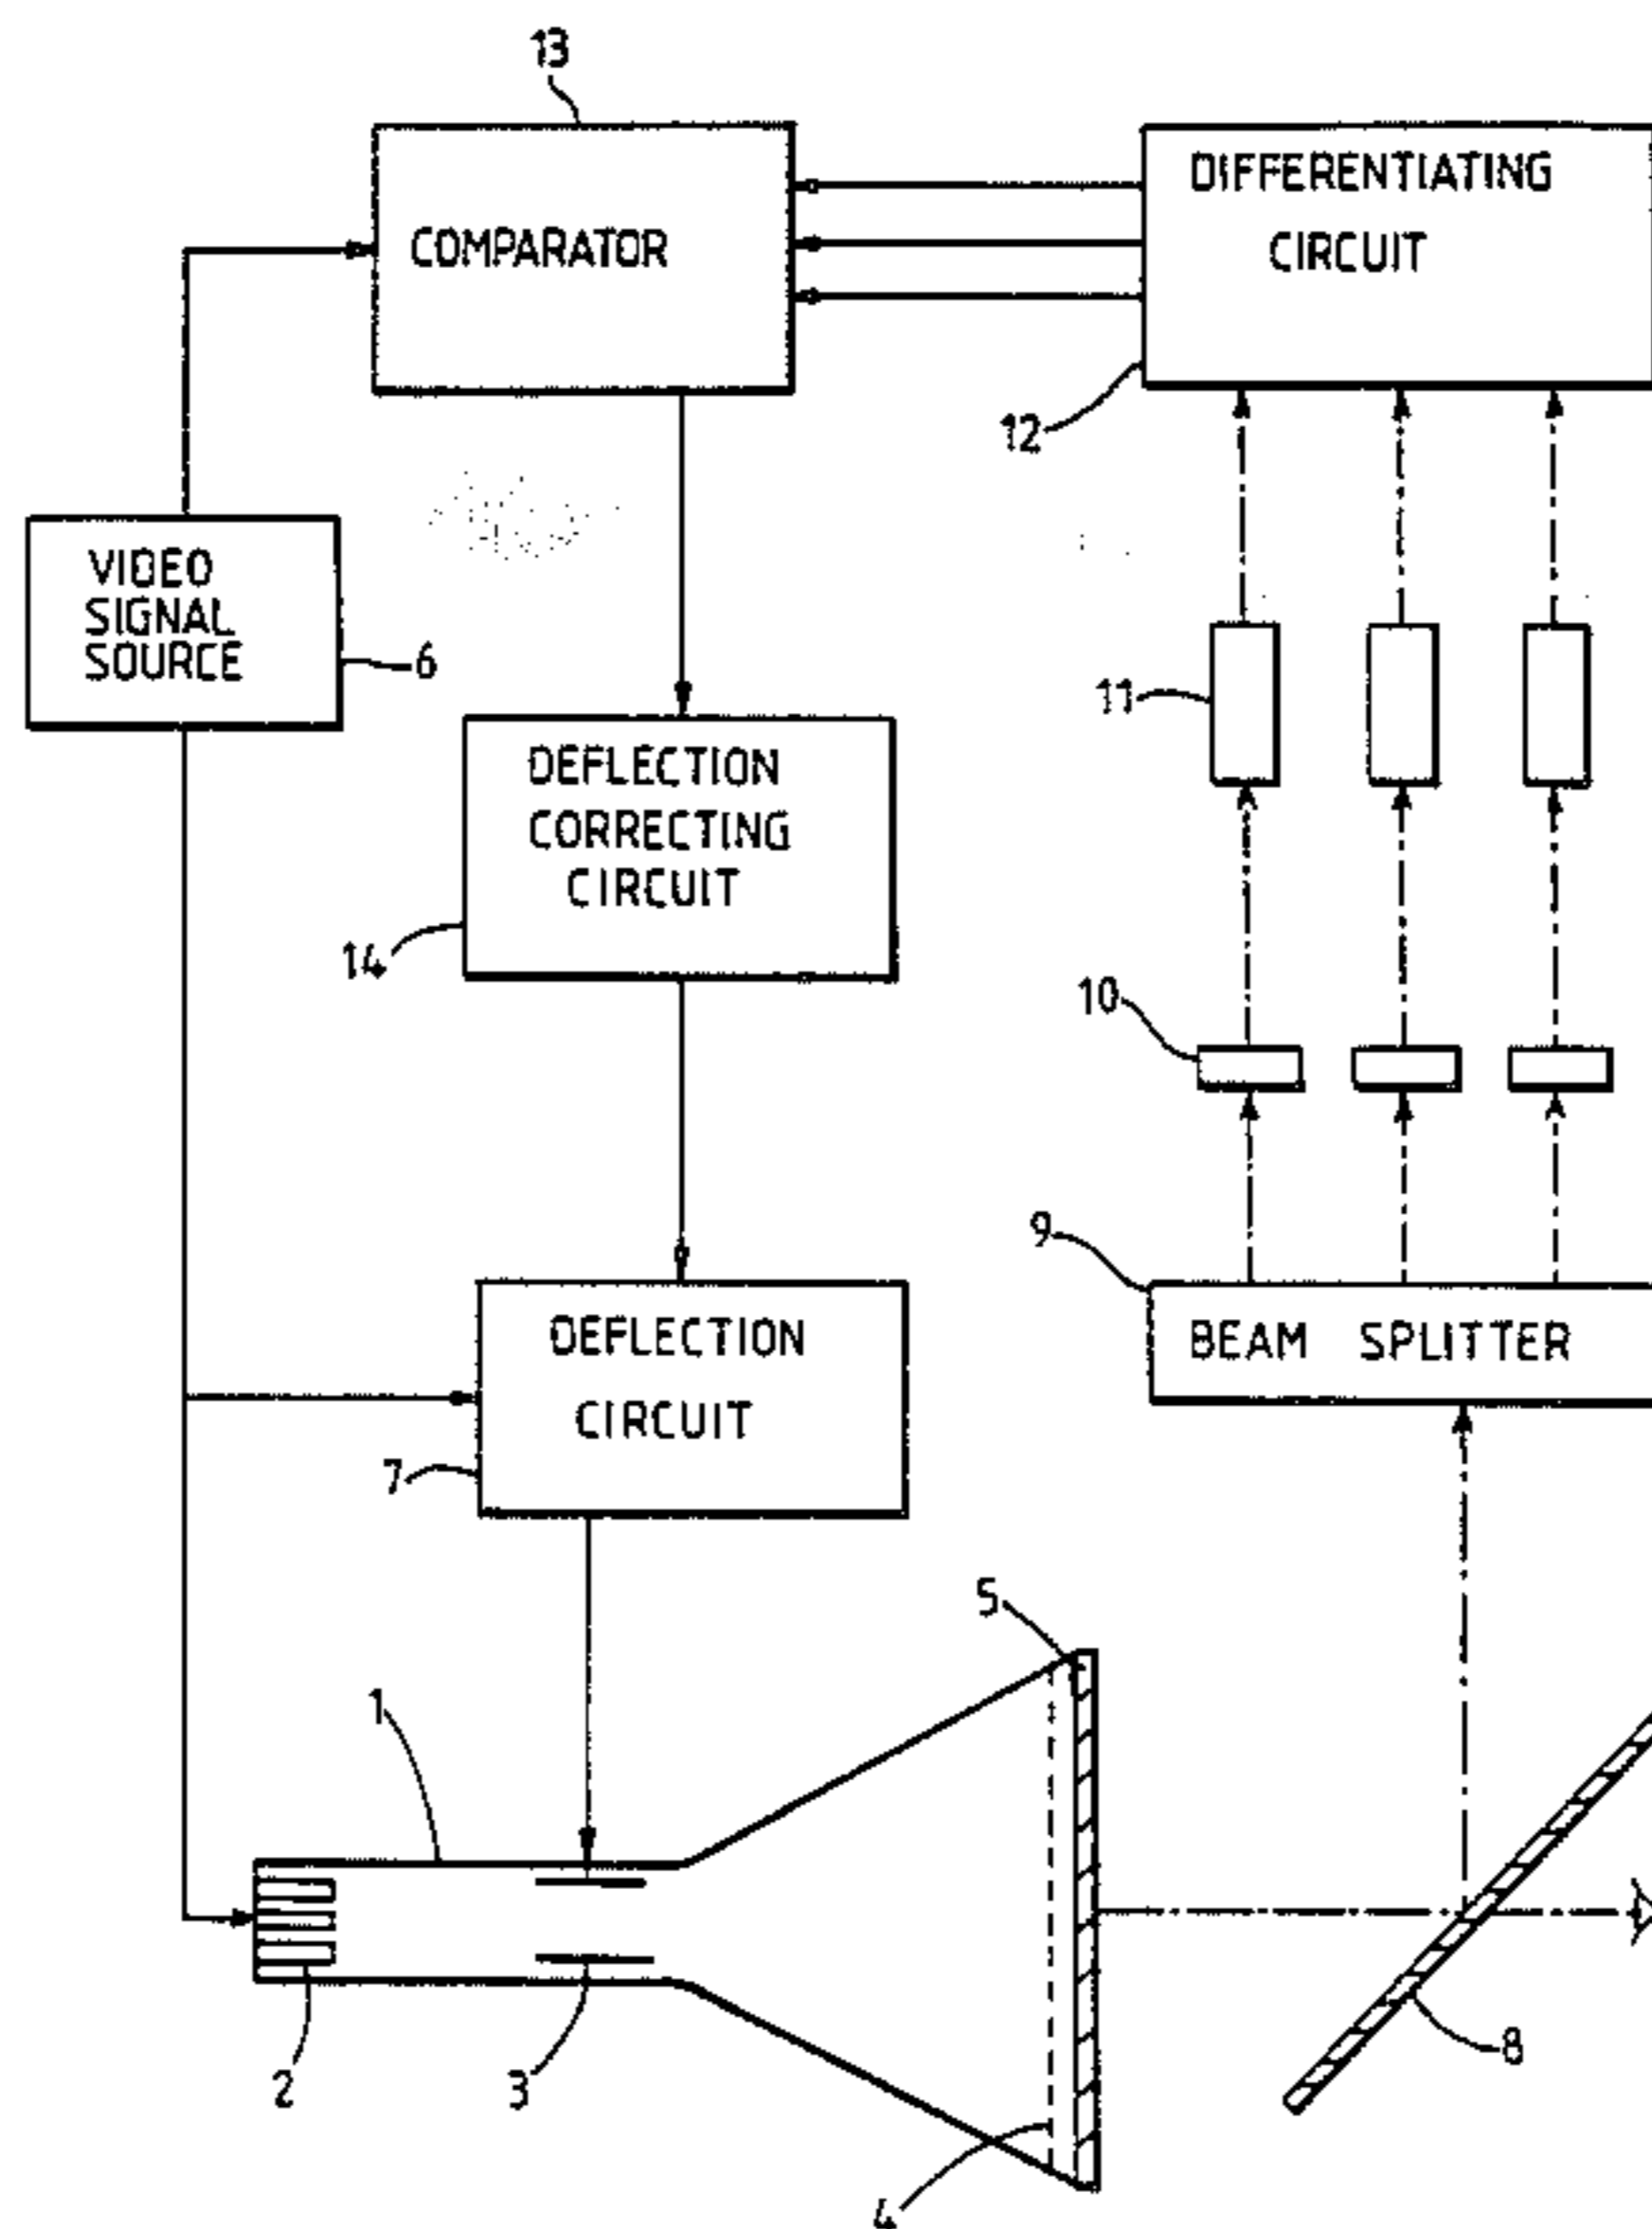 13
COMPARATOR
DIFFERENTIATING
CIRCUIT
12
VIDEO
SIGNAL
SOURCE
6
11
DEFLECTION
CORRECTING
CIRCUIT
14
10
9
BEAM SPLITTER
DEFLECTION
CIRCUIT
7
5
1
2
3
4
8